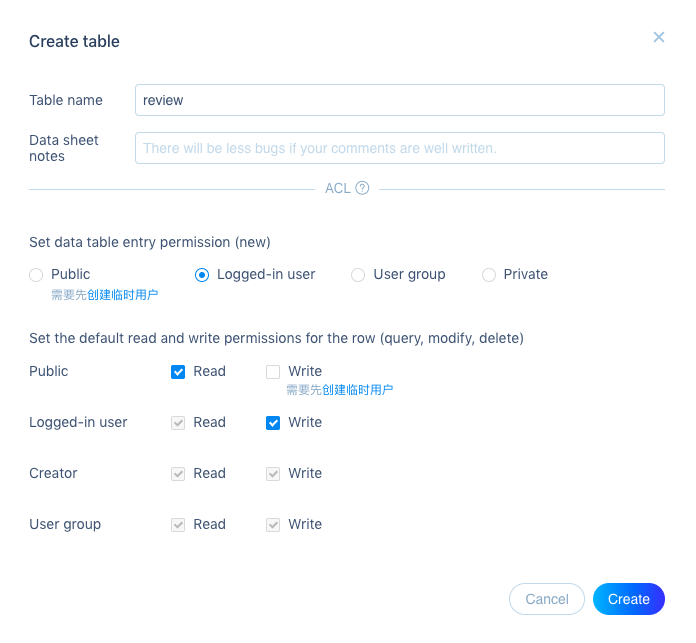 Create table
Table name
review
Data sheet
notes
There will be less bugs if your comments are well written.
ACL ?
Set data table entry permission (new)
Public
Logged-in user
User group
Private
需要先创建临时用户
Set the default read and write permissions for the row (query, modify, delete)
Public
Read
Write
需要先创建临时用户
Logged-in user
Read
Write
Creator
Read
Write
User group
Read
Write
Cancel
Create